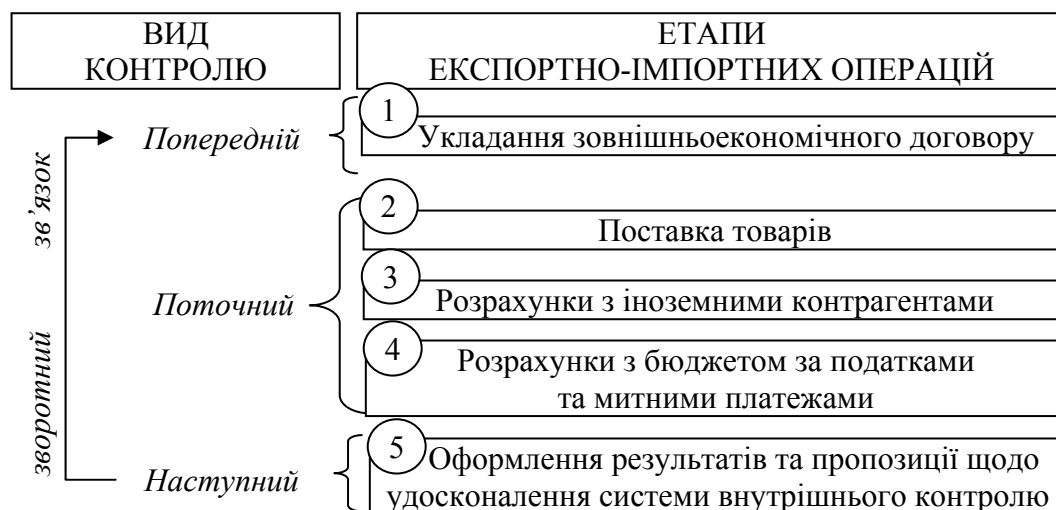 ВИД
КОНТРОЛЮ
ЕТАПИ
ЕКСПОРТНО-ІМПОРТНИХ ОПЕРАЦІЙ
зворотний зв’язок
Попередній
1
Укладання зовнішньоекономічного договору
Поточний
2
Поставка товарів
3
Розрахунки з іноземними контрагентами
4
Розрахунки з бюджетом за податками
та митними платежами
Наступний
5
Оформлення результатів та пропозиції щодо
удосконалення системи внутрішнього контролю